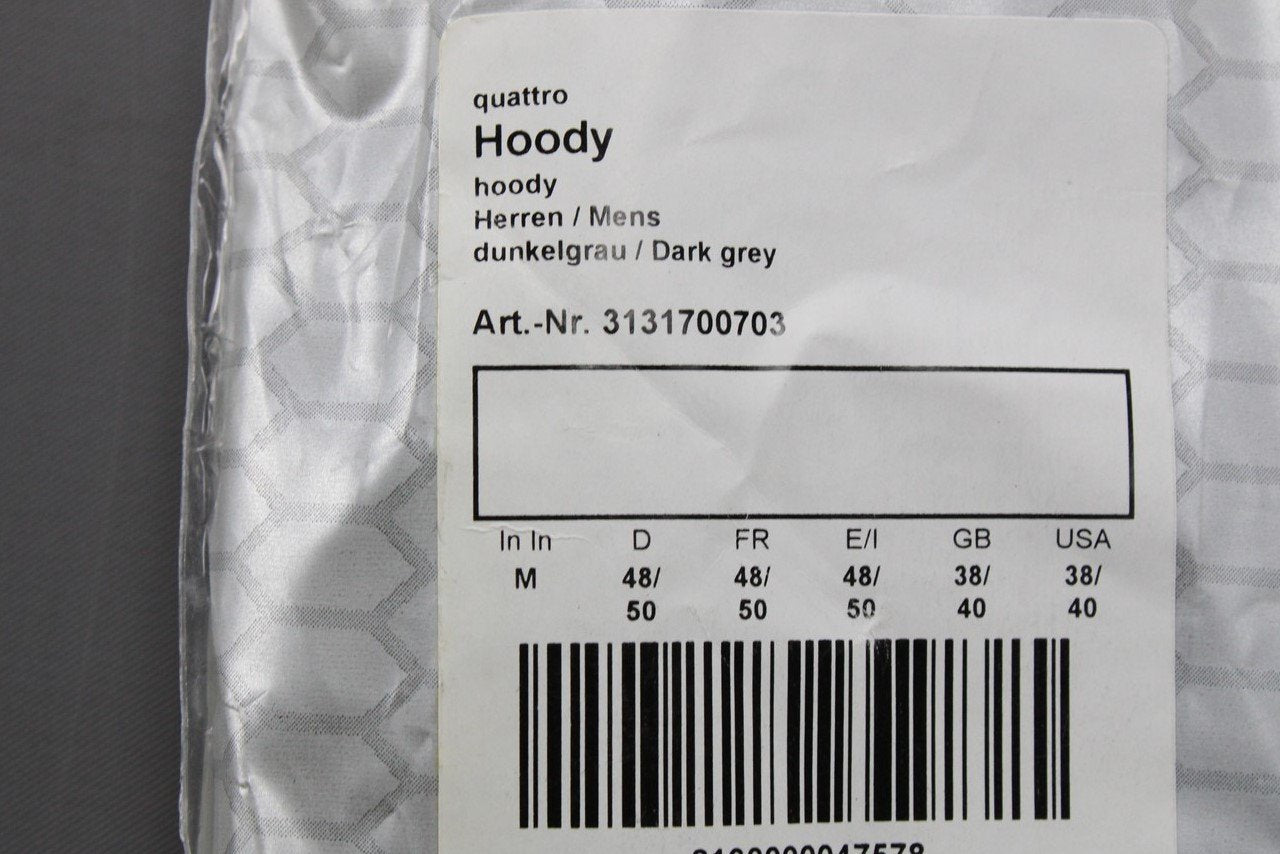 quattro
Hoody
hoody
Herren / Mens
dunkelgrau / Dark grey
Art.-Nr. 3131700703
In In D FR E/I GB USA
M 48/ 48/ 48/ 38/ 38/
50 50 50 40 40